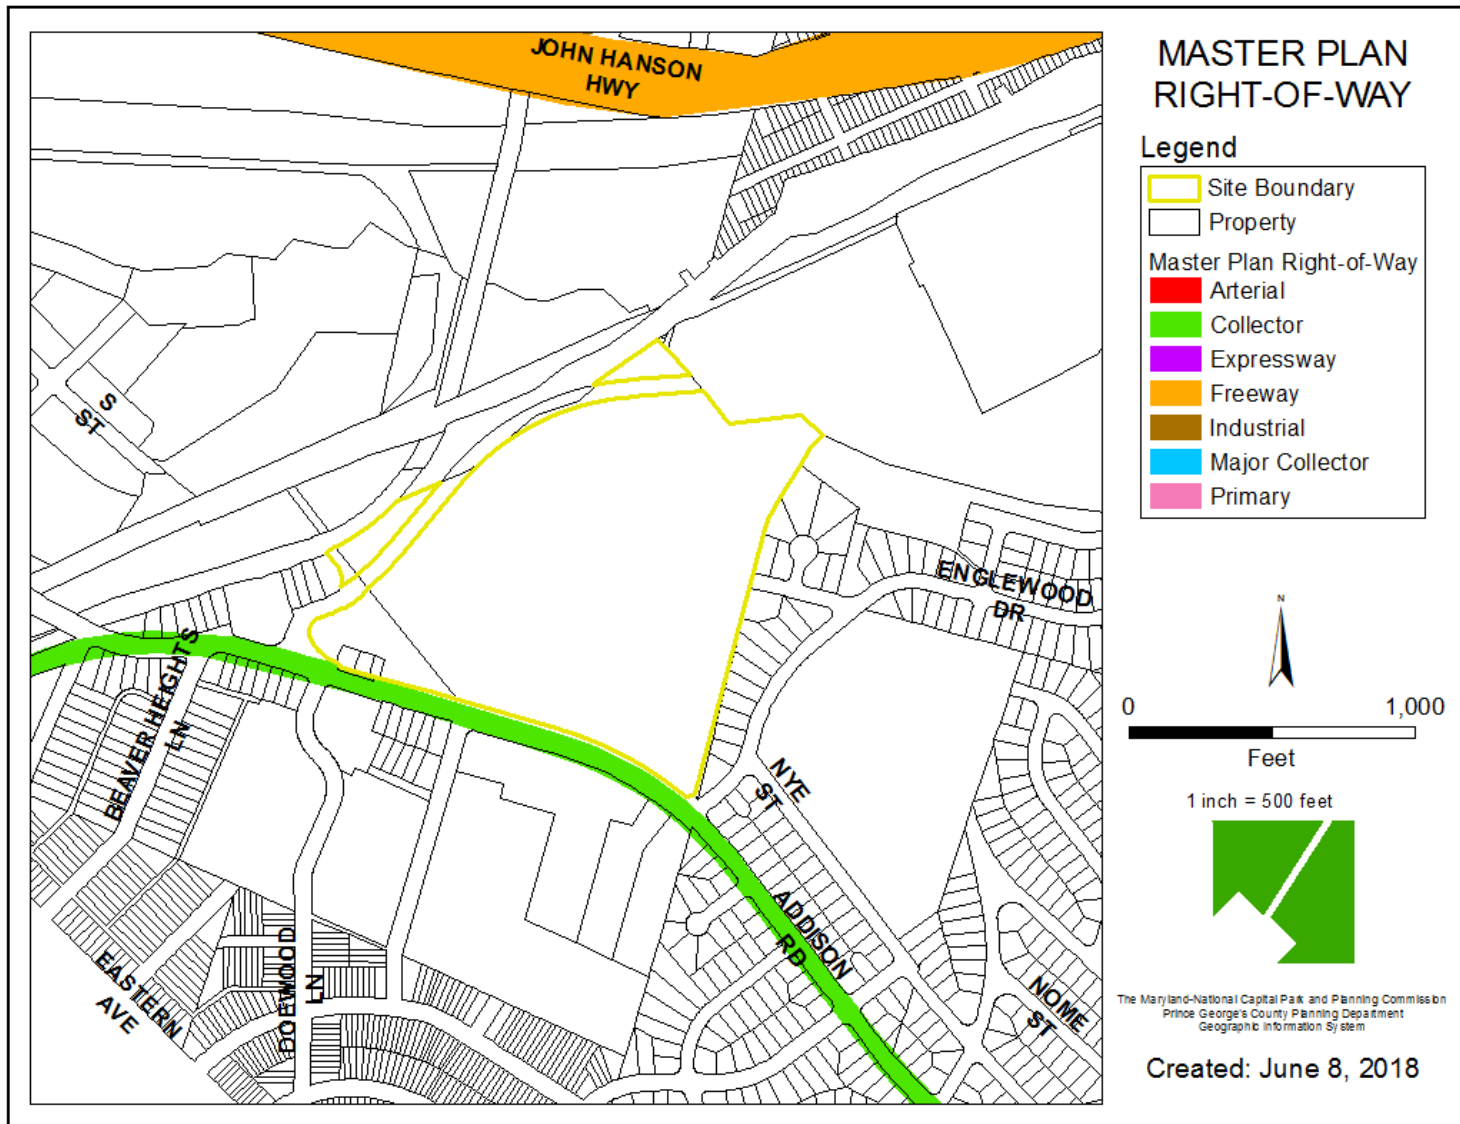 JOHN HANSON
HWY
S
ST
ENGLEWOOD
DR
BEAVER HEIGHTS
LN
NYE
ST
ADDISON
RD
EASTERN
AVE
DOEWOOD
LN
NOME
ST
MASTER PLAN
RIGHT-OF-WAY
Legend
Site Boundary
Property
Master Plan Right-of-Way
Arterial
Collector
Expressway
Freeway
Industrial
Major Collector
Primary
N
0 1,000
Feet
1 inch = 500 feet
The Maryland-National Capital Park and Planning Commission
Prince George's County Planning Department
Geographic Information System
Created: June 8, 2018